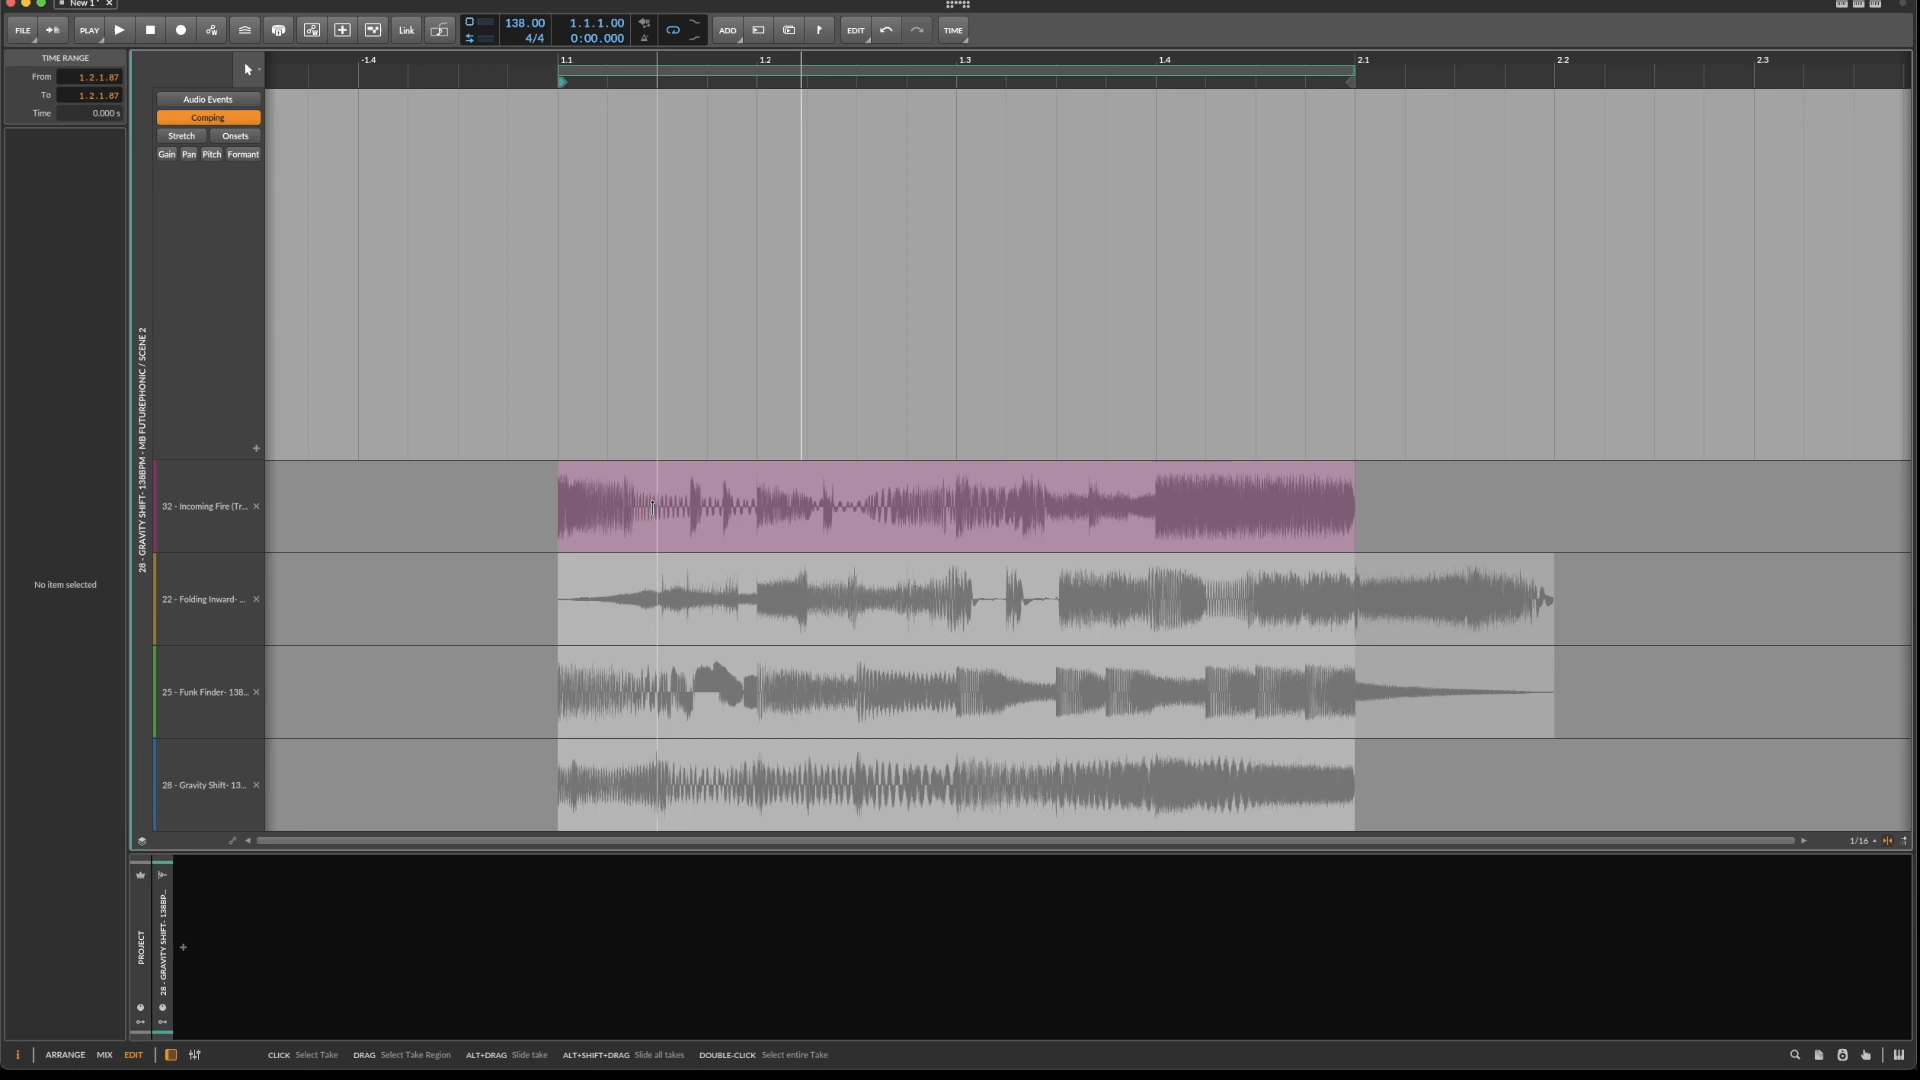 New 1*
FILE PLAY Link 138.00 4/4 1.1.1.00 0:00.000 ADD EDIT TIME
TIME RANGE
From 1.2.1.87
To 1.2.1.87
Time 0.000 s
No item selected
-1.4 1.1 1.2 1.3 1.4 2.1 2.2 2.3
Audio Events
Comping
Stretch Onsets
Gain Pan Pitch Formant
28 - GRAVITY SHIFT- 138BPM - MB FUTUREPHONIC / SCENE 2
32 - Incoming Fire (Tr...
22 - Folding Inward- ...
25 - Funk Finder- 138...
28 - Gravity Shift- 13...
1/16
PROJECT
28 - GRAVITY SHIFT- 138BP...
i ARRANGE MIX EDIT CLICK Select Take DRAG Select Take Region ALT+DRAG Slide take ALT+SHIFT+DRAG Slide all takes DOUBLE-CLICK Select entire Take